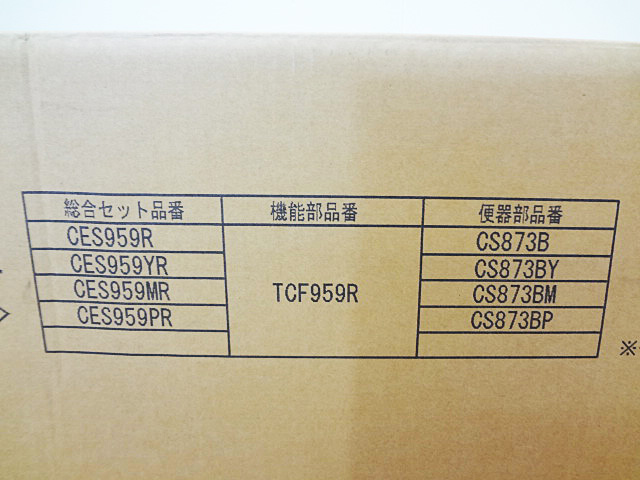 総合セット品番 機能部品番 便器部品番
CES959R CS873B
CES959YR CS873BY
CES959MR TCF959R CS873BM
CES959PR CS873BP
※